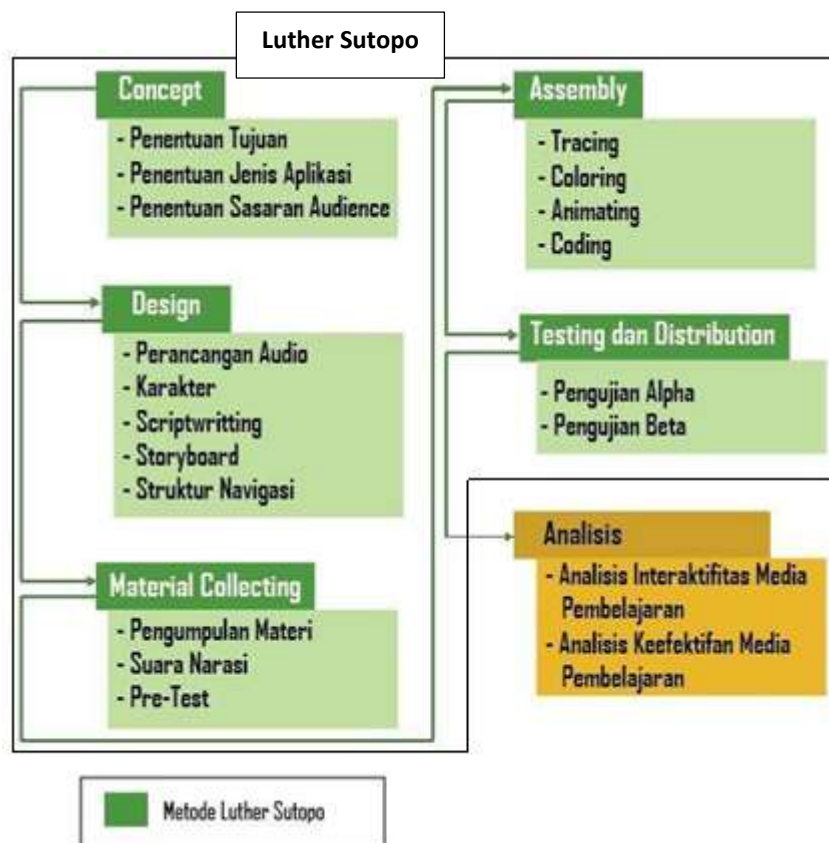 Luther Sutopo
Concept
- Penentuan Tujuan
- Penentuan Jenis Aplikasi
- Penentuan Sasaran Audience
Design
- Perancangan Audio
- Karakter
- Scriptwritting
- Storyboard
- Struktur Navigasi
Material Collecting
- Pengumpulan Materi
- Suara Narasi
- Pre-Test
Assembly
- Tracing
- Coloring
- Animating
- Coding
Testing dan Distribution
- Pengujian Alpha
- Pengujian Beta
Analisis
- Analisis Interaktifitas Media
Pembelajaran
- Analisis Keefektifan Media
Pembelajaran
Metode Luther Sutopo